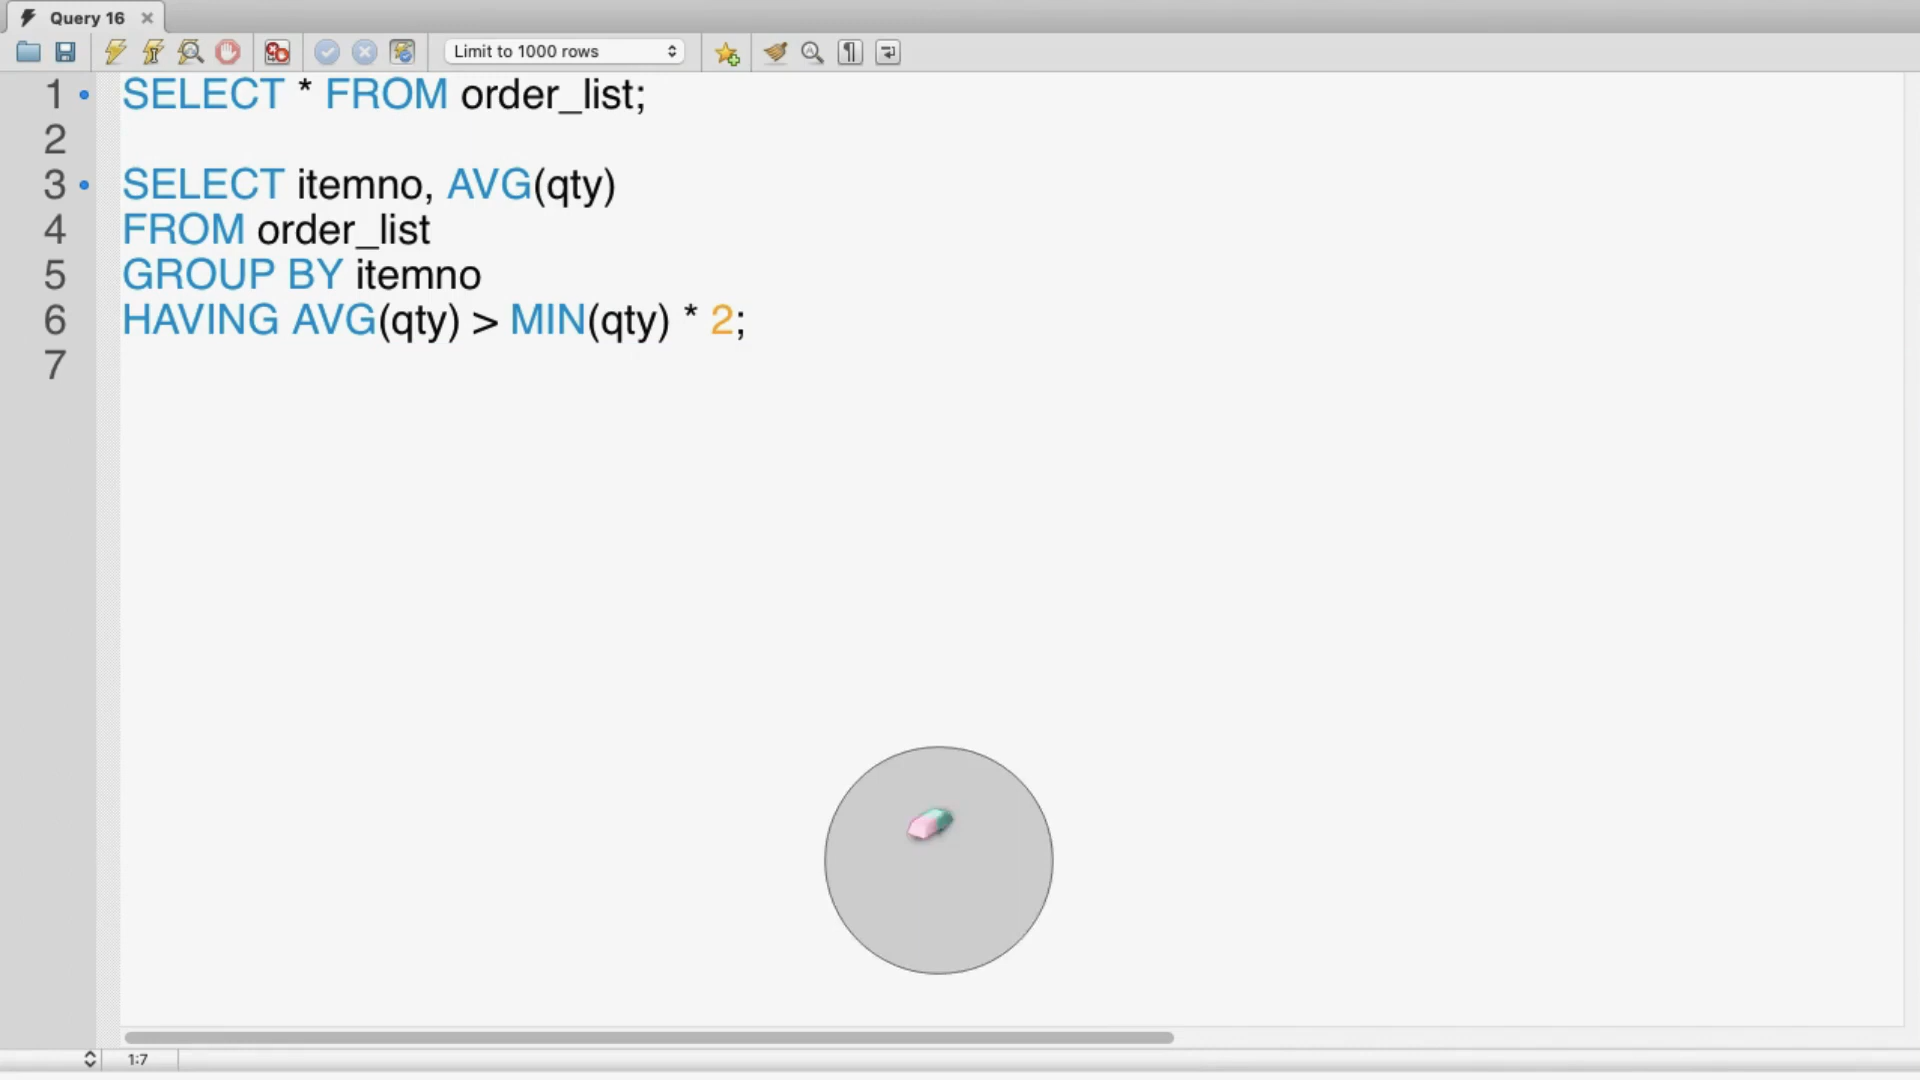 Query 16
Limit to 1000 rows
1 SELECT * FROM order_list;
2
3 SELECT itemno, AVG(qty)
4 FROM order_list
5 GROUP BY itemno
6 HAVING AVG(qty) > MIN(qty) * 2;
7
1:7